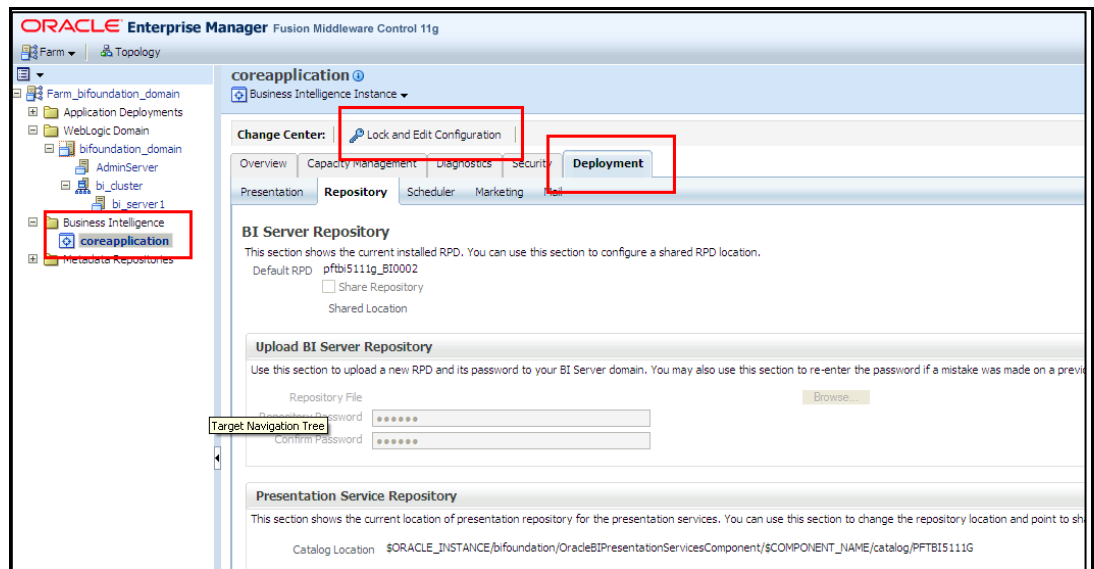 ORACLE Enterprise Manager Fusion Middleware Control 11g
Farm Topology
Farm_bifoundation_domain
Application Deployments
WebLogic Domain
bifoundation_domain
AdminServer
bi_cluster
bi_server1
Business Intelligence
coreapplication
Metadata Repositories
coreapplication
Business Intelligence Instance
Change Center: Lock and Edit Configuration
Overview Capacity Management Diagnostics Security Deployment
Presentation Repository Scheduler Marketing Mail
BI Server Repository
This section shows the current installed RPD. You can use this section to configure a shared RPD location.
Default RPD pftbi5111g_BI0002
Share Repository
Shared Location
Upload BI Server Repository
Use this section to upload a new RPD and its password to your BI Server domain. You may also use this section to re-enter the password if a mistake was made on a previ
Repository File Browse...
Repository Password ●●●●●●
Target Navigation Tree
Confirm Password ●●●●●●
Presentation Service Repository
This section shows the current location of presentation repository for the presentation services. You can use this section to change the repository location and point to sh
Catalog Location $ORACLE_INSTANCE/bifoundation/OracleBIPresentationServicesComponent/$COMPONENT_NAME/catalog/PFTBI5111G